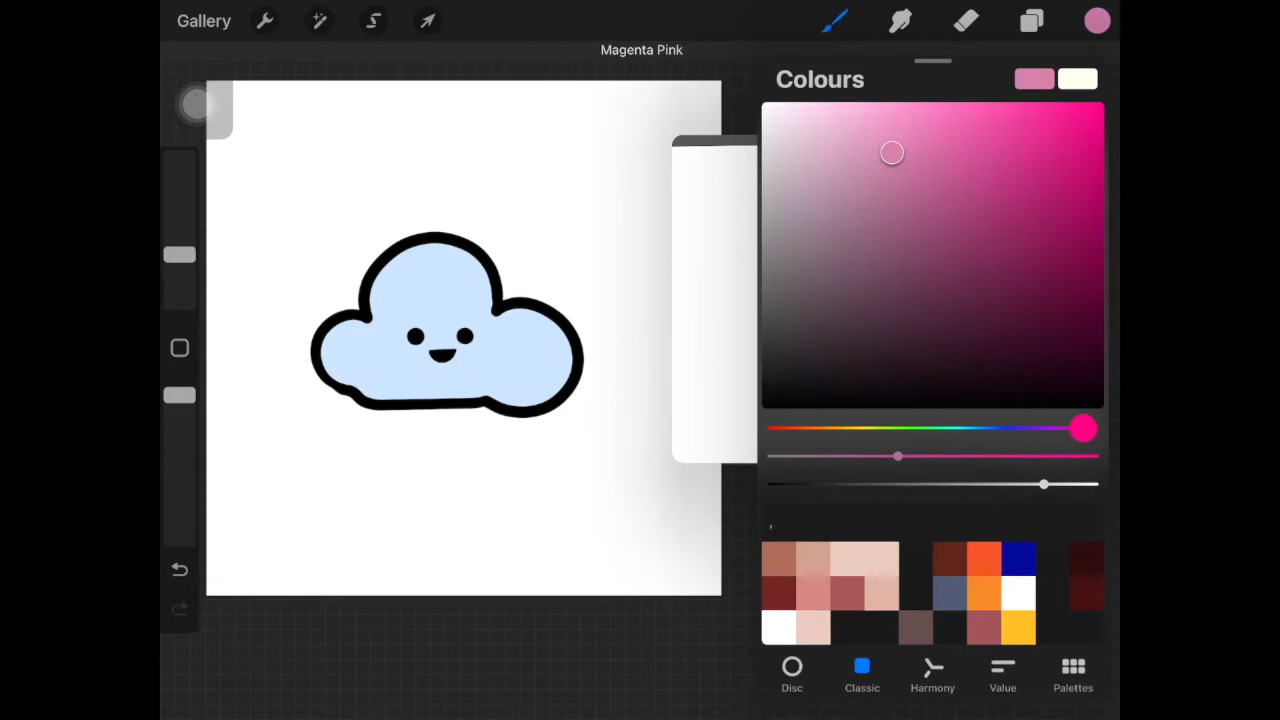 Gallery
Magenta Pink
Colours
,
Disc
Classic
Harmony
Value
Palettes